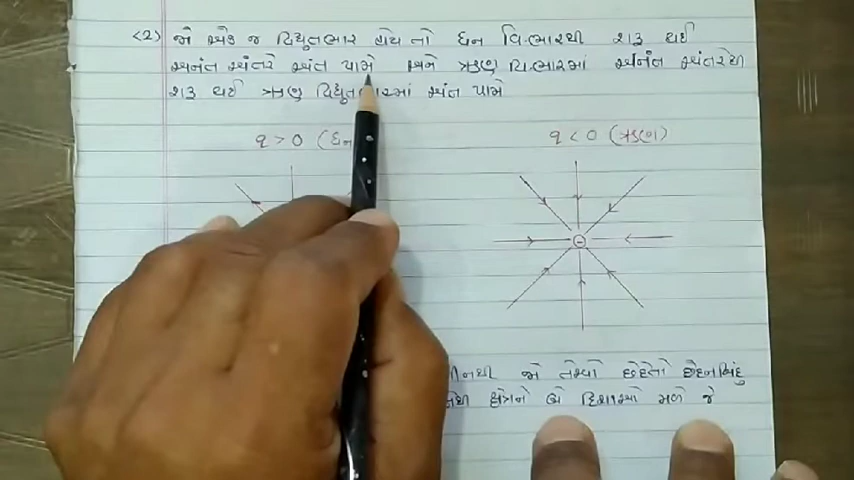 (2) જો એક જ વિદ્યુતભાર હોય તો ધન વિ.ભારથી શરૂ થઈ
અનંત અંતરે અંત પામે અને ઋણ વિ.ભારમાં અનંત અંતરેથી
શરૂ થઈ ઋણ વિદ્યુતભારમાં અંત પામે
q > 0 (ધન q < 0 (ઋણ)
નથી જો તેમ્યો છેદેતો છેદનબિંદુ
ક્ષેત્રની બે દિશાઓ મળે જે